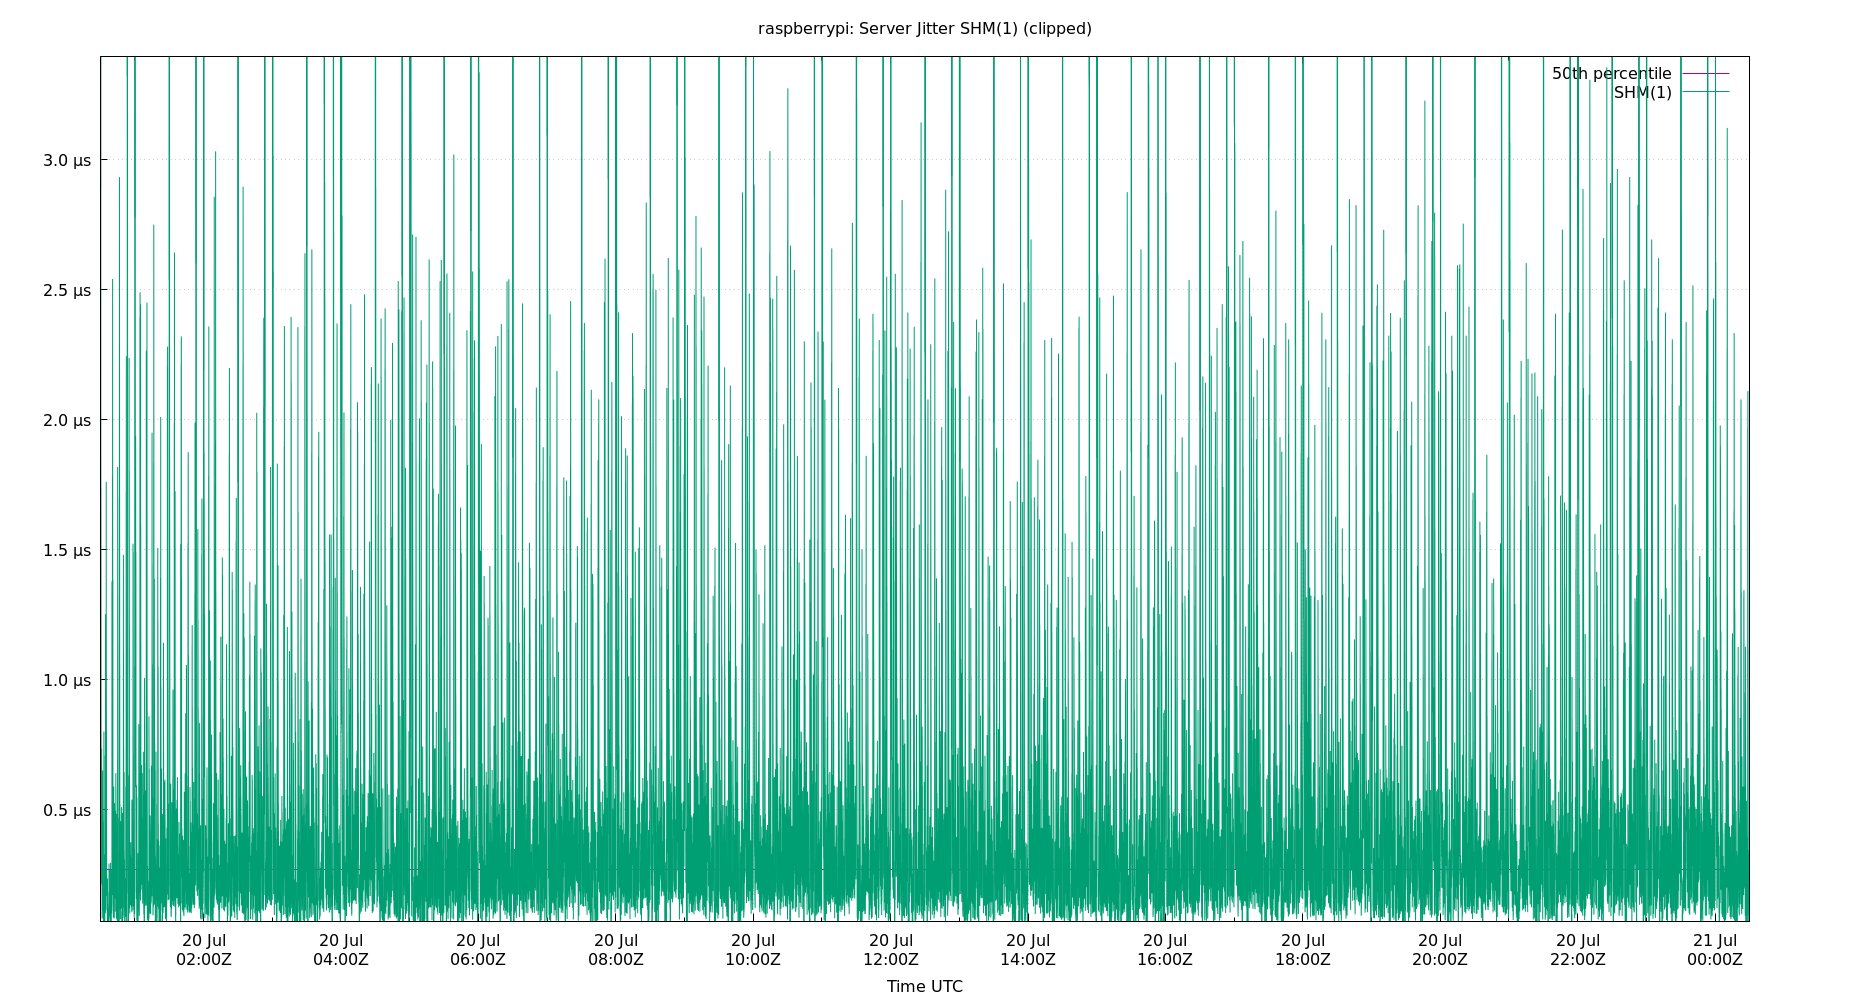 raspberrypi: Server Jitter SHM(1) (clipped)
50th percentile
SHM(1)
3.0 µs
2.5 µs
2.0 µs
1.5 µs
1.0 µs
0.5 µs
20 Jul 20 Jul 20 Jul 20 Jul 20 Jul 20 Jul 20 Jul 20 Jul 20 Jul 20 Jul 20 Jul 21 Jul
02:00Z 04:00Z 06:00Z 08:00Z 10:00Z 12:00Z 14:00Z 16:00Z 18:00Z 20:00Z 22:00Z 00:00Z
Time UTC